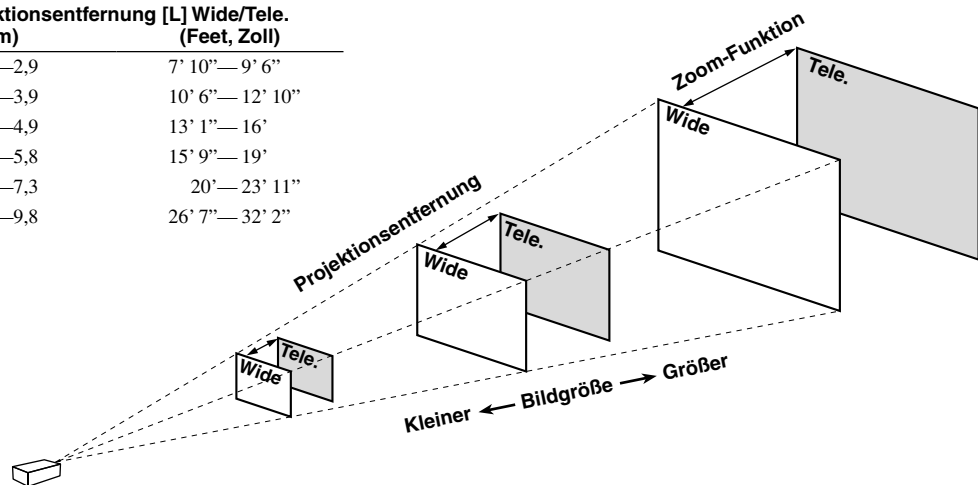 ktionsentfernung [L] Wide/Tele.
m) (Feet, Zoll)
—2,9 7’ 10”— 9’ 6”
—3,9 10’ 6”— 12’ 10”
—4,9 13’ 1”— 16’
—5,8 15’ 9”— 19’
—7,3 20’— 23’ 11”
—9,8 26’ 7”— 32’ 2”
Zoom-Funktion
Tele.
Wide
Projektionsentfernung
Tele.
Wide
Tele.
Wide
Kleiner Bildgröße Größer